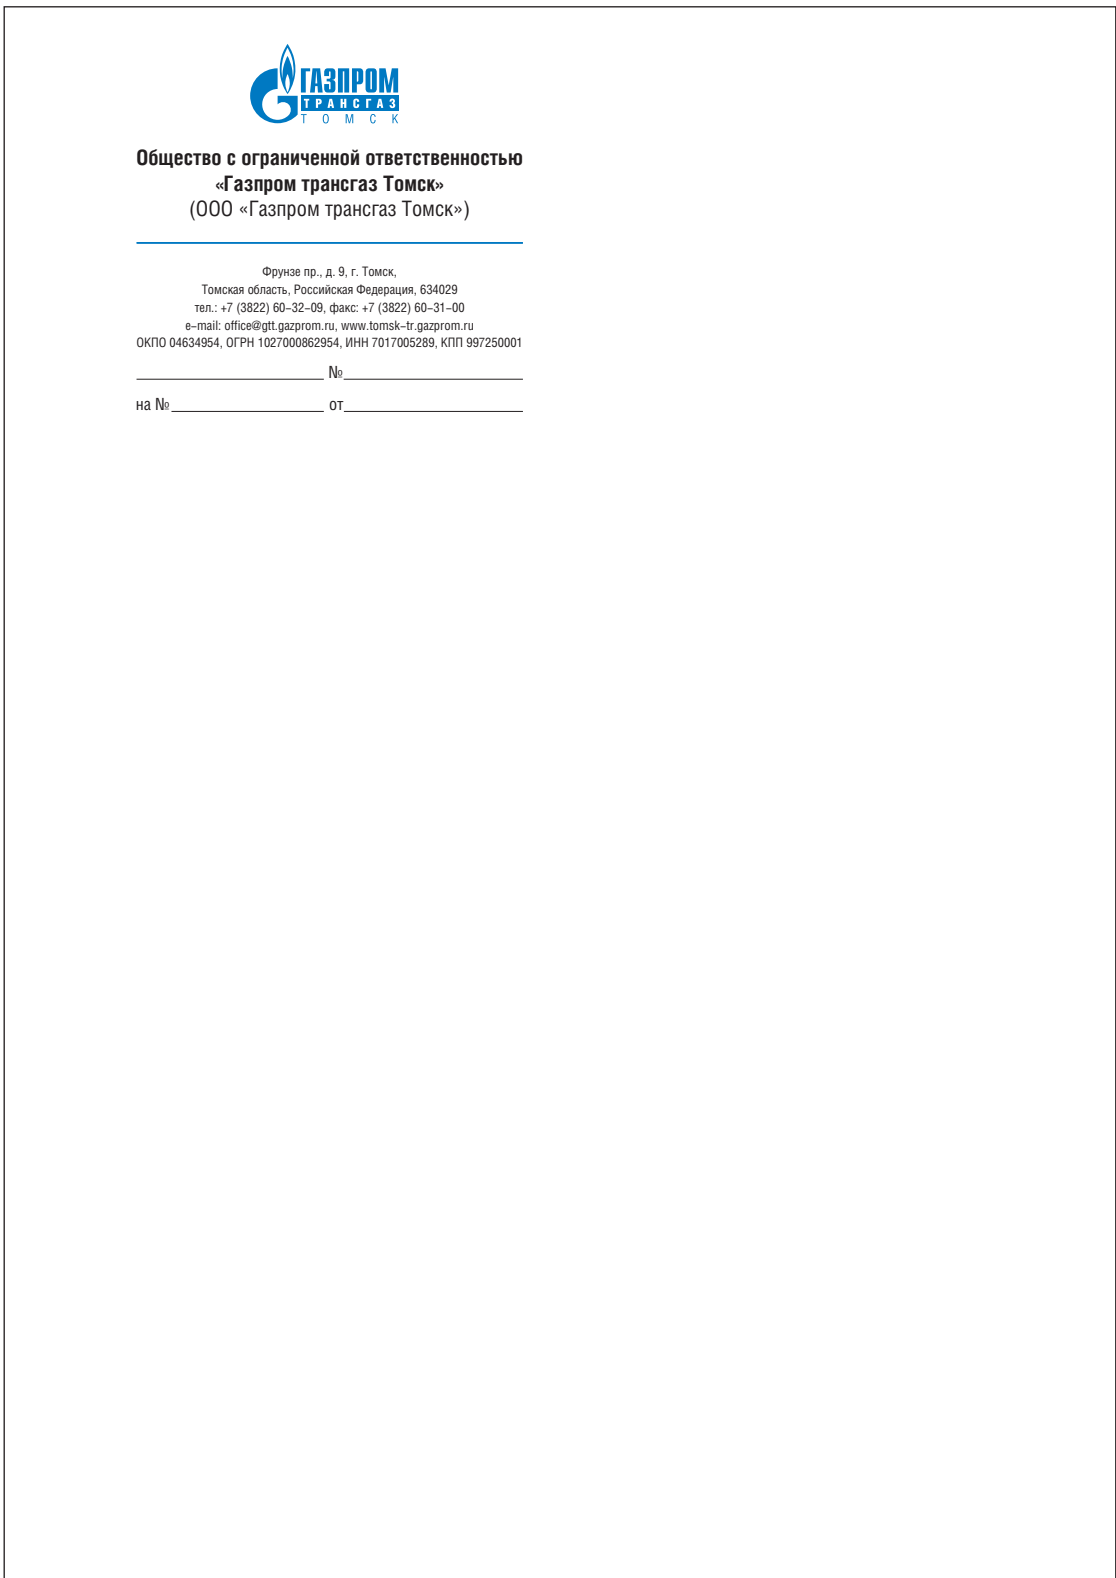 ГАЗПРОМ
ТРАНСГАЗ
ТОМСК
Общество с ограниченной ответственностью
«Газпром трансгаз Томск»
(ООО «Газпром трансгаз Томск»)
Фрунзе пр., д. 9, г. Томск,
Томская область, Российская Федерация, 634029
тел.: +7 (3822) 60-32-09, факс: +7 (3822) 60-31-00
e-mail: office@gtt.gazprom.ru, www.tomsk-tr.gazprom.ru
ОКПО 04634954, ОГРН 1027000862954, ИНН 7017005289, КПП 997250001
№
на № от